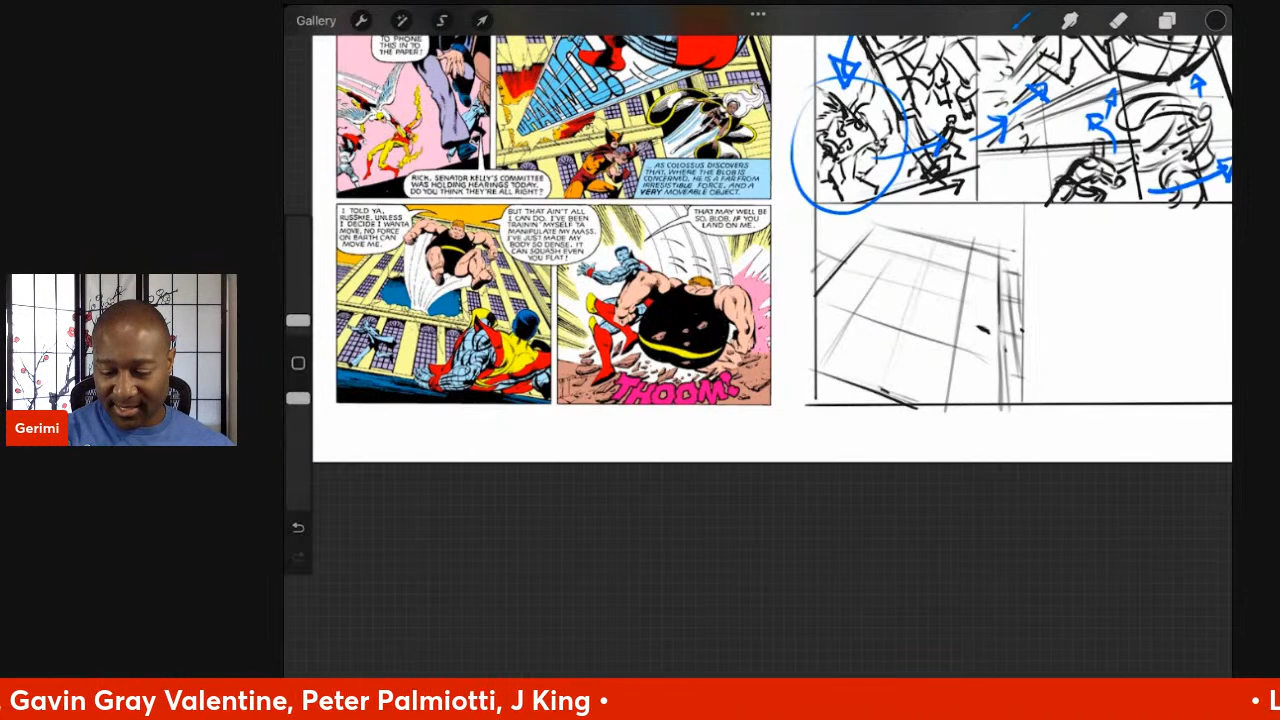 Gallery
TO PHONE
THIS IN TO
THE PAPER!
WHAMMO!
RICK, SENATOR KELLY'S COMMITTEE
WAS HOLDING HEARINGS TODAY.
DO YOU THINK THEY'RE ALL RIGHT?
AS COLOSSUS DISCOVERS
THAT, WHERE THE BLOB IS
CONCERNED, HE IS A FAR FROM
IRRESISTIBLE FORCE, AND A
VERY MOVEABLE OBJECT.
I TOLD YA,
RUSSKIE, UNLESS
I DECIDE I WANTA
MOVE, NO FORCE
ON EARTH CAN
MOVE ME.
BUT THAT AIN'T ALL
I CAN DO. I'VE BEEN
TRAININ' MYSELF TA
MANIPULATE MY MASS.
I'VE JUST MADE MY
BODY SO DENSE, IT
CAN SQUASH EVEN
YOU FLAT!
THAT MAY WELL BE
SO, BLOB, IF YOU
LAND ON ME.
THOOM!
Gerimi
Gavin Gray Valentine, Peter Palmiotti, J King •
• L